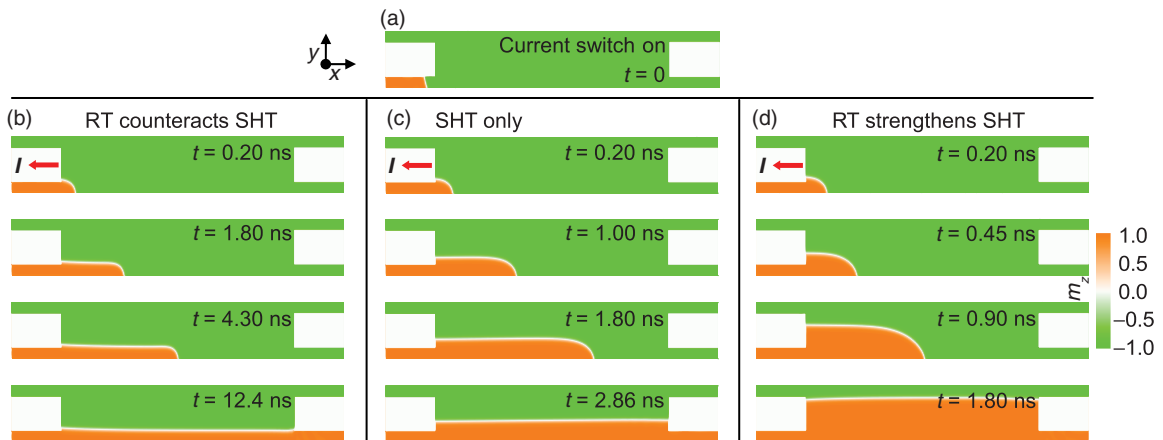 (a)
Current switch on
t = 0
y
x
(b) RT counteracts SHT
I t = 0.20 ns
t = 1.80 ns
t = 4.30 ns
t = 12.4 ns
(c) SHT only
I t = 0.20 ns
t = 1.00 ns
t = 1.80 ns
t = 2.86 ns
(d) RT strengthens SHT
I t = 0.20 ns
t = 0.45 ns
t = 0.90 ns
t = 1.80 ns
mz
1.0
0.5
0.0
–0.5
–1.0